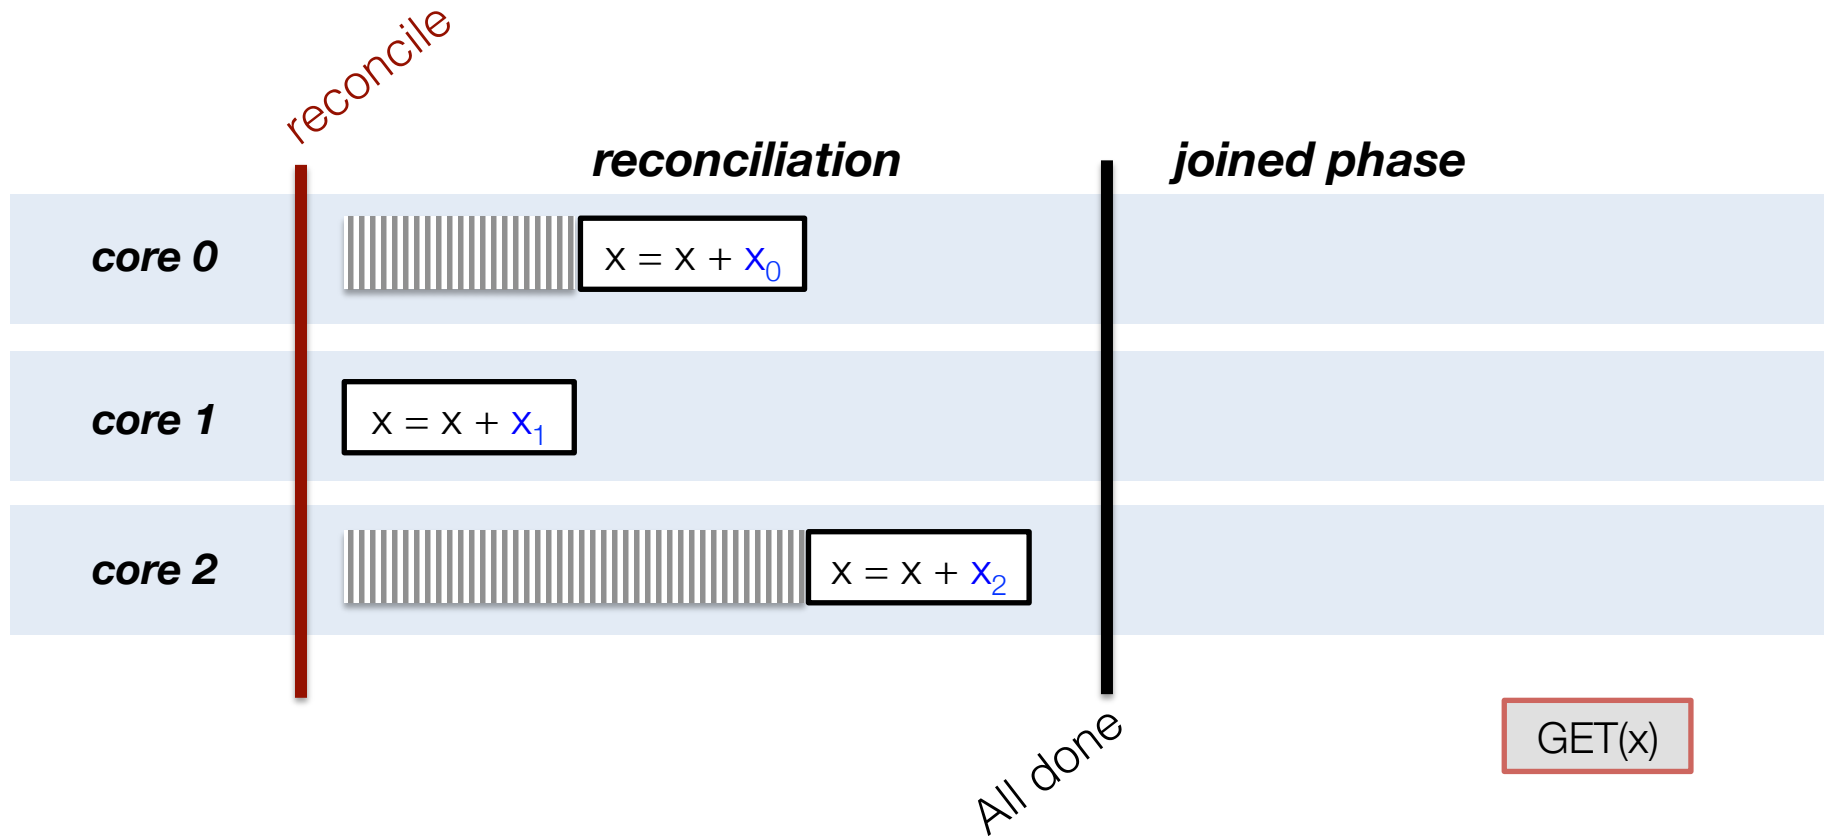 reconcile
reconciliation
joined phase
core 0
x = x + x₀
core 1
x = x + x₁
core 2
x = x + x₂
All done
GET(x)